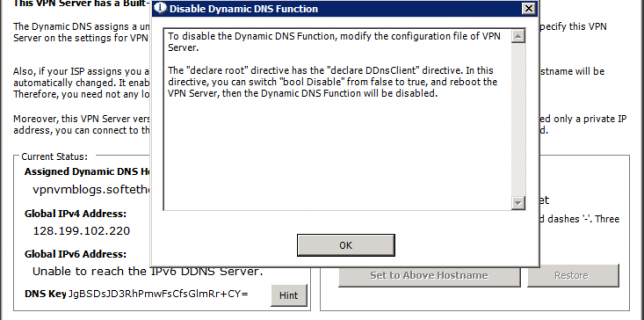 This VPN Server has a Built-
Disable Dynamic DNS Function
The Dynamic DNS assigns a un
pecify this VPN
Server on the settings for VPN
To disable the Dynamic DNS Function, modify the configuration file of VPN
Server.
The "declare root" directive has the "declare DDnsClient" directive. In this
directive, you can switch "bool Disable" from false to true, and reboot the
VPN Server, then the Dynamic DNS Function will be disabled.
Also, if your ISP assigns you a
stname will be
automatically changed. It enab
Therefore, you need not any lo
Moreover, this VPN Server vers
ed only a private IP
address, you can connect to th
d.
Current Status:
Assigned Dynamic DNS H
vpnvmblogs.softeth
et
Global IPv4 Address:
d dashes '-'. Three
128.199.102.220
OK
Global IPv6 Address:
Unable to reach the IPv6 DDNS Server.
Set to Above Hostname
Restore
DNS Key JgBSDsJD3RhPmwFsCfsGlmRr+CY=
Hint